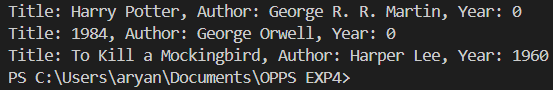 Title: Harry Potter, Author: George R. R. Martin, Year: 0
Title: 1984, Author: George Orwell, Year: 0
Title: To Kill a Mockingbird, Author: Harper Lee, Year: 1960
PS C:\Users\aryan\Documents\OPPS EXP4>